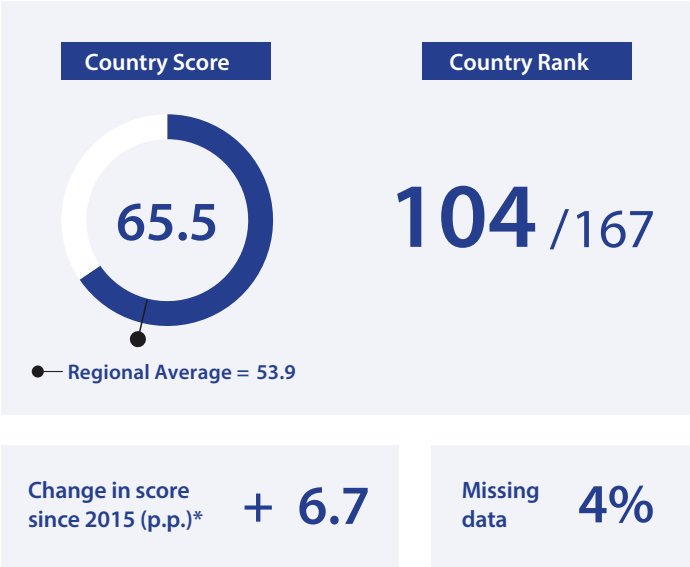 Country Score
Country Rank
65.5
104 /167
Regional Average = 53.9
Change in score
since 2015 (p.p.)*
+ 6.7
Missing
data
4%